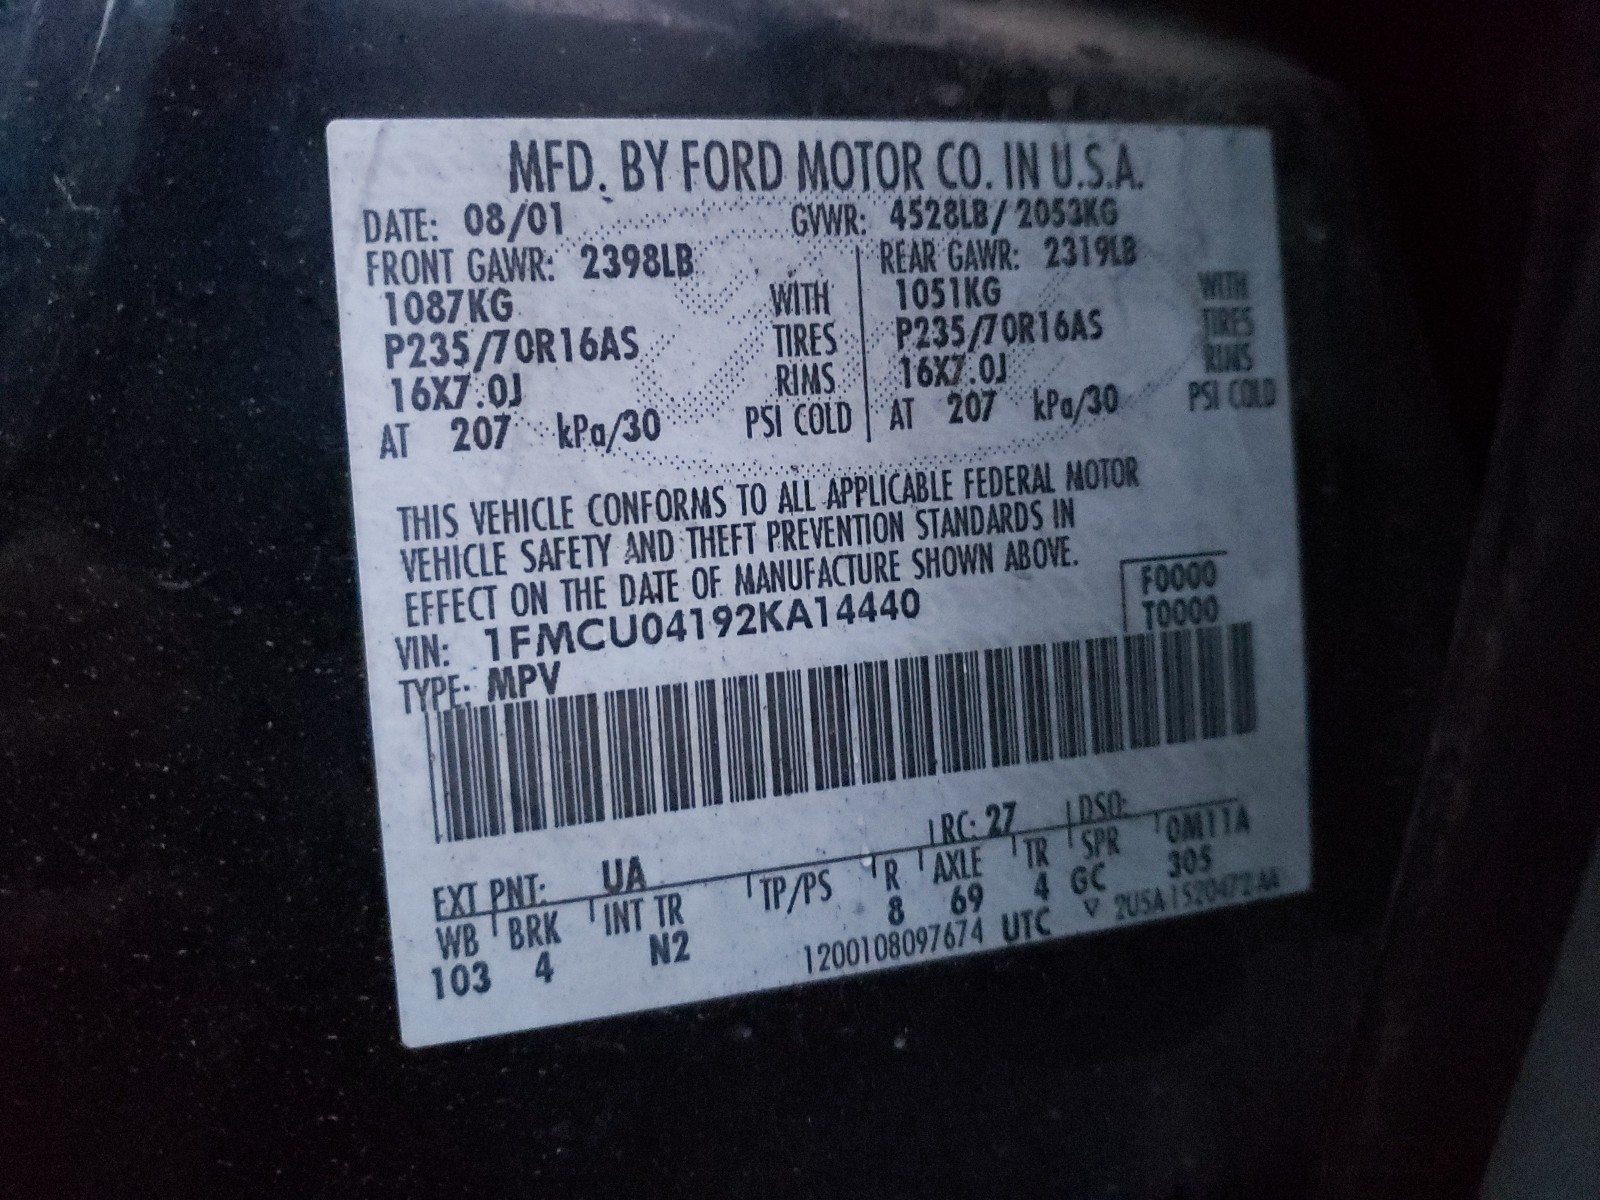 MFD. BY FORD MOTOR CO. IN U.S.A.
DATE: 08/01 GVWR: 4528LB/ 2053KG
FRONT GAWR: 2398LB REAR GAWR: 2319LB
1087KG WITH 1051KG WITH
P235/70R16AS TIRES P235/70R16AS TIRES
16X7.0J RIMS 16X7.0J RIMS
AT 207 kPa/30 PSI COLD AT 207 kPa/30 PSI COLD
THIS VEHICLE CONFORMS TO ALL APPLICABLE FEDERAL MOTOR
VEHICLE SAFETY AND THEFT PREVENTION STANDARDS IN
EFFECT ON THE DATE OF MANUFACTURE SHOWN ABOVE.
F0000
VIN: 1FMCU04192KA14440 T0000
TYPE: MPV
EXT PNT: UA RC: 27 DSO:
WB BRK INT TR TP/PS R AXLE TR SPR 0M11A
103 4 N2 8 69 4 GC 305
1200108097674 UTC ▽ 2U5A-1520472-AA